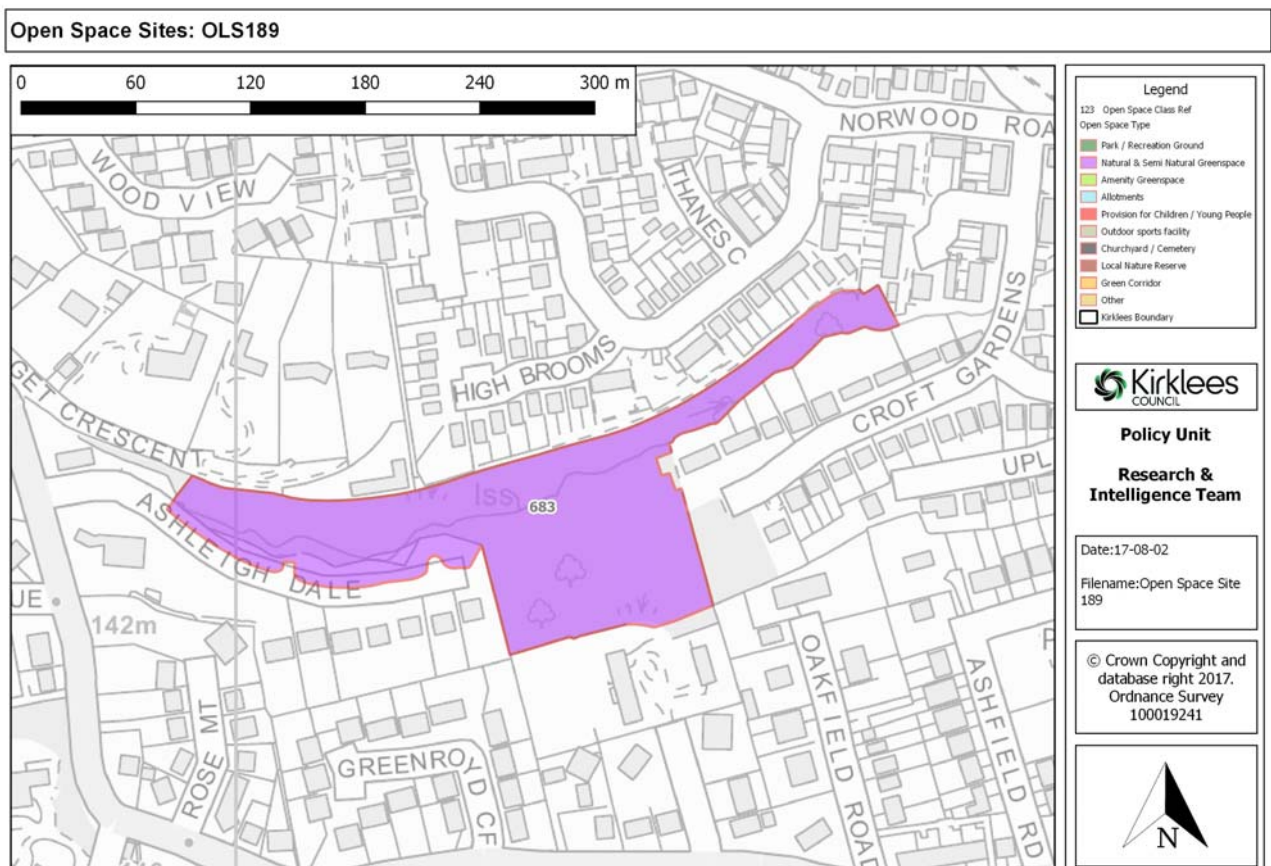 Open Space Sites: OLS189
0 60 120 180 240 300 m
NORWOOD ROA
WOOD VIEW
THANES C
HIGH BROOMS
CROFT GARDENS
GET CRESCENT
UPL
Iss
683
ASHLEIGH DALE
UE
142m
ROSE MT
GREENROYD CF
OAKFIELD ROAD
ASHFIELD RD
Legend
123 Open Space Class Ref
Open Space Type
Park / Recreation Ground
Natural & Semi Natural Greenspace
Amenity Greenspace
Allotments
Provision for Children / Young People
Outdoor sports facility
Churchyard / Cemetery
Local Nature Reserve
Green Corridor
Other
Kirklees Boundary
Kirklees
COUNCIL
Policy Unit
Research &
Intelligence Team
Date:17-08-02
Filename:Open Space Site
189
© Crown Copyright and
database right 2017.
Ordnance Survey
100019241
N